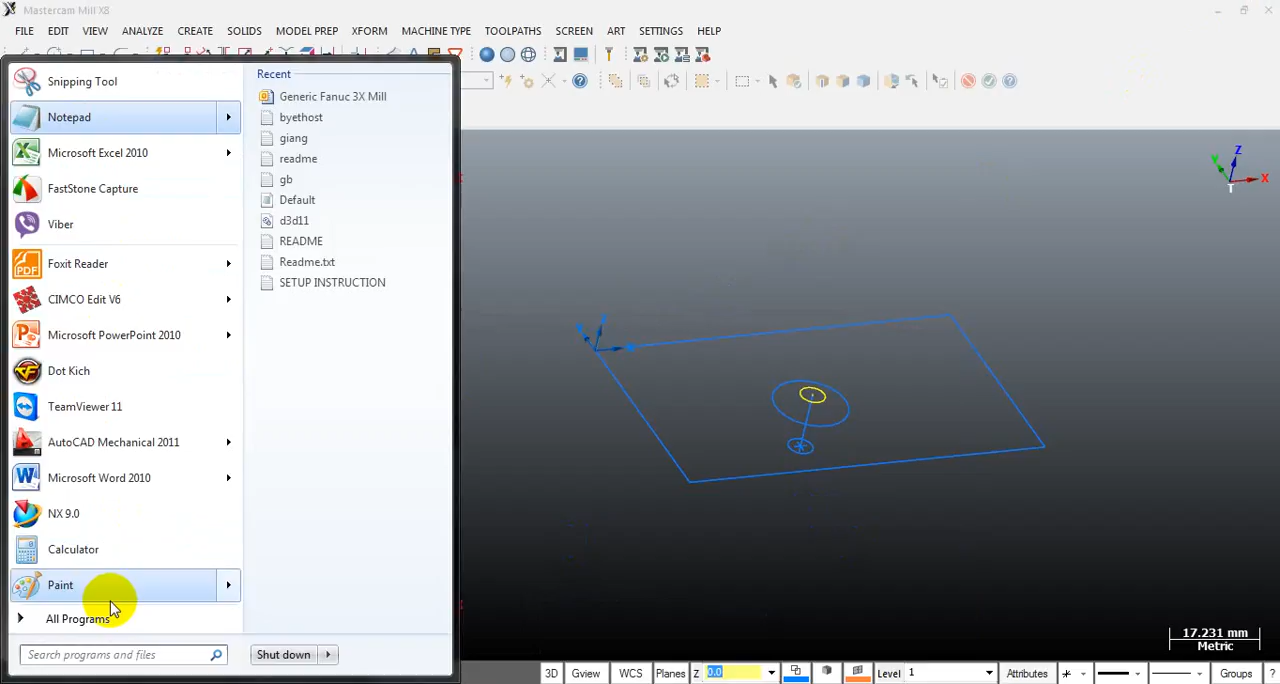 Mastercam Mill X8
FILE EDIT VIEW ANALYZE CREATE SOLIDS MODEL PREP XFORM MACHINE TYPE TOOLPATHS SCREEN ART SETTINGS HELP
Snipping Tool
Notepad
Microsoft Excel 2010
FastStone Capture
Viber
Foxit Reader
CIMCO Edit V6
Microsoft PowerPoint 2010
Dot Kich
TeamViewer 11
AutoCAD Mechanical 2011
Microsoft Word 2010
NX 9.0
Calculator
Paint
All Programs
Search programs and files
Shut down
Recent
Generic Fanuc 3X Mill
byethost
giang
readme
gb
Default
d3d11
README
Readme.txt
SETUP INSTRUCTION
Z
Y
X
T
17.231 mm
Metric
3D Gview WCS Planes Z 0.0 Level 1 Attributes Groups ?